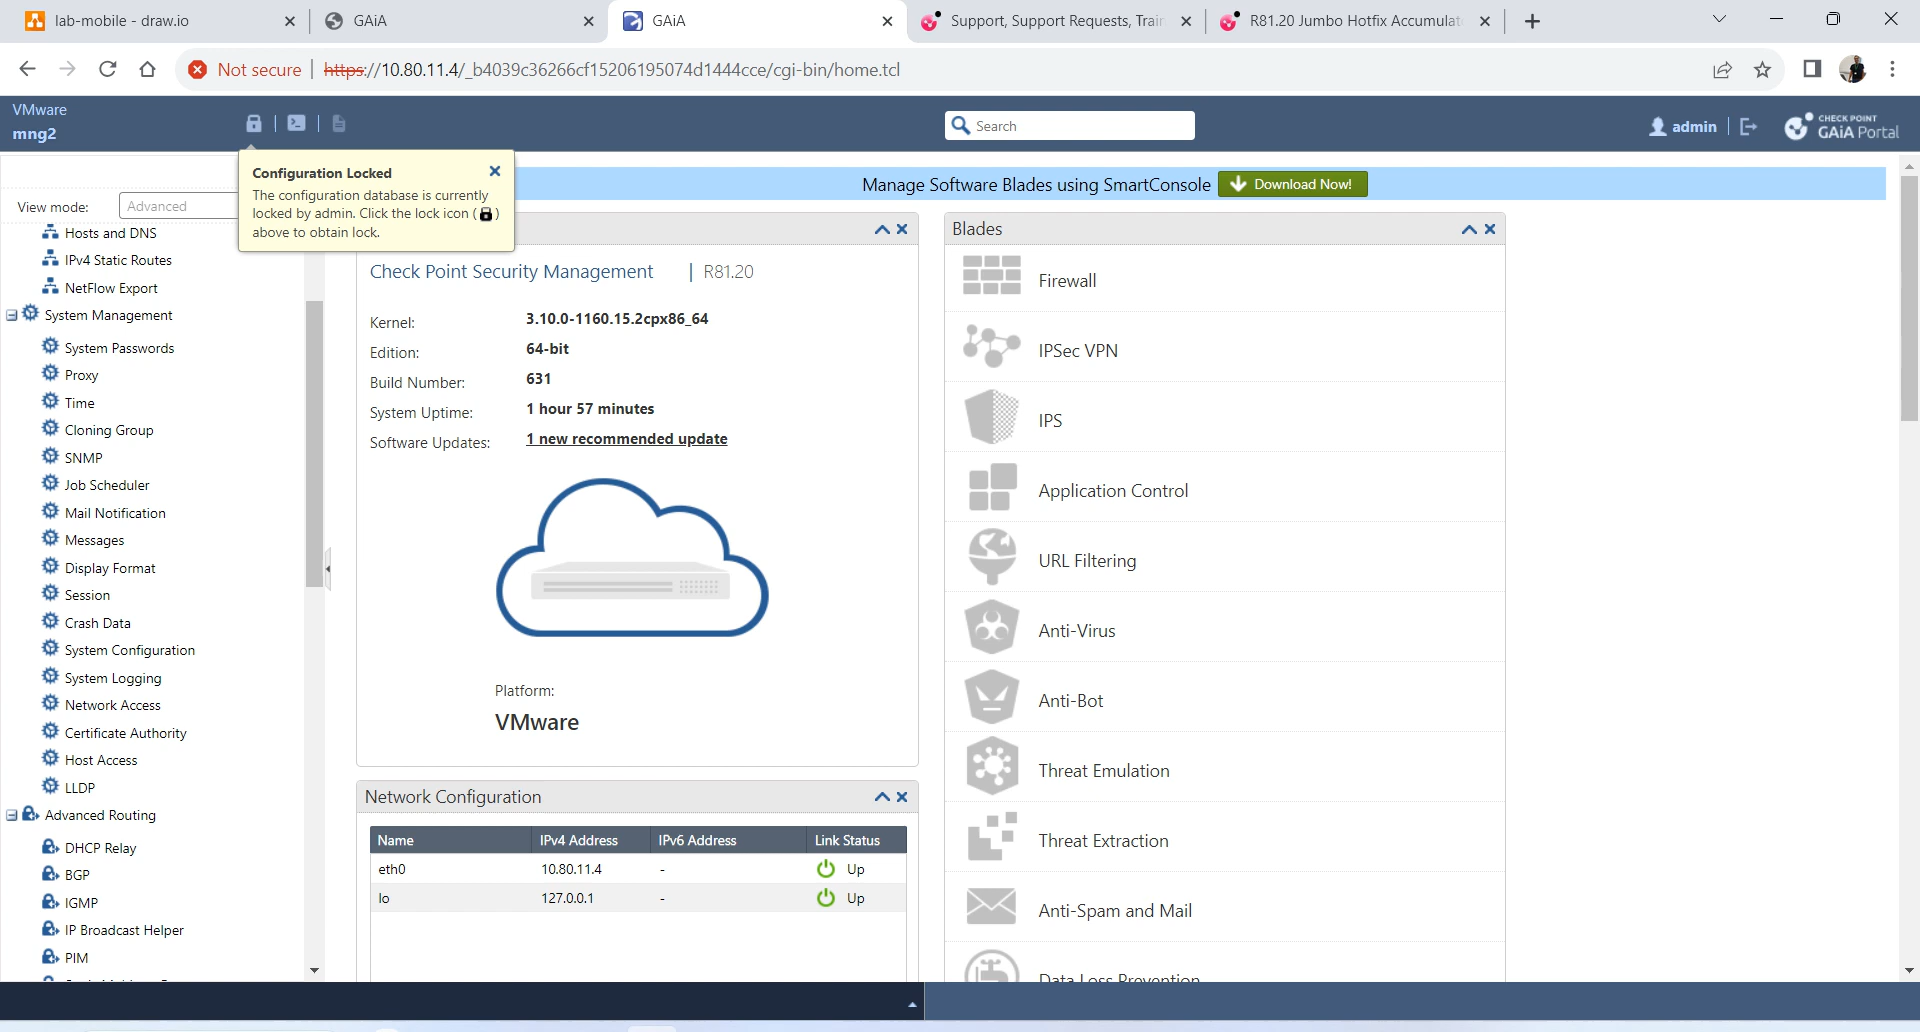 lab-mobile - draw.io
GAiA
GAiA
Support, Support Requests, Trair
R81.20 Jumbo Hotfix Accumulat
Not secure
https://10.80.11.4/_b4039c36266cf15206195074d1444cce/cgi-bin/home.tcl
VMware
mng2
Search
admin
CHECK POINT
GAiA Portal
Configuration Locked
The configuration database is currently
locked by admin. Click the lock icon ( )
above to obtain lock.
Manage Software Blades using SmartConsole
Download Now!
View mode:
Advanced
Hosts and DNS
IPv4 Static Routes
NetFlow Export
System Management
System Passwords
Proxy
Time
Cloning Group
SNMP
Job Scheduler
Mail Notification
Messages
Display Format
Session
Crash Data
System Configuration
System Logging
Network Access
Certificate Authority
Host Access
LLDP
Advanced Routing
DHCP Relay
BGP
IGMP
IP Broadcast Helper
PIM
Check Point Security Management | R81.20
Kernel: 3.10.0-1160.15.2cpx86_64
Edition: 64-bit
Build Number: 631
System Uptime: 1 hour 57 minutes
Software Updates: 1 new recommended update
Platform:
VMware
Network Configuration
Name IPv4 Address IPv6 Address Link Status
eth0 10.80.11.4 - Up
lo 127.0.0.1 - Up
Blades
Firewall
IPSec VPN
IPS
Application Control
URL Filtering
Anti-Virus
Anti-Bot
Threat Emulation
Threat Extraction
Anti-Spam and Mail
Data Loss Prevention